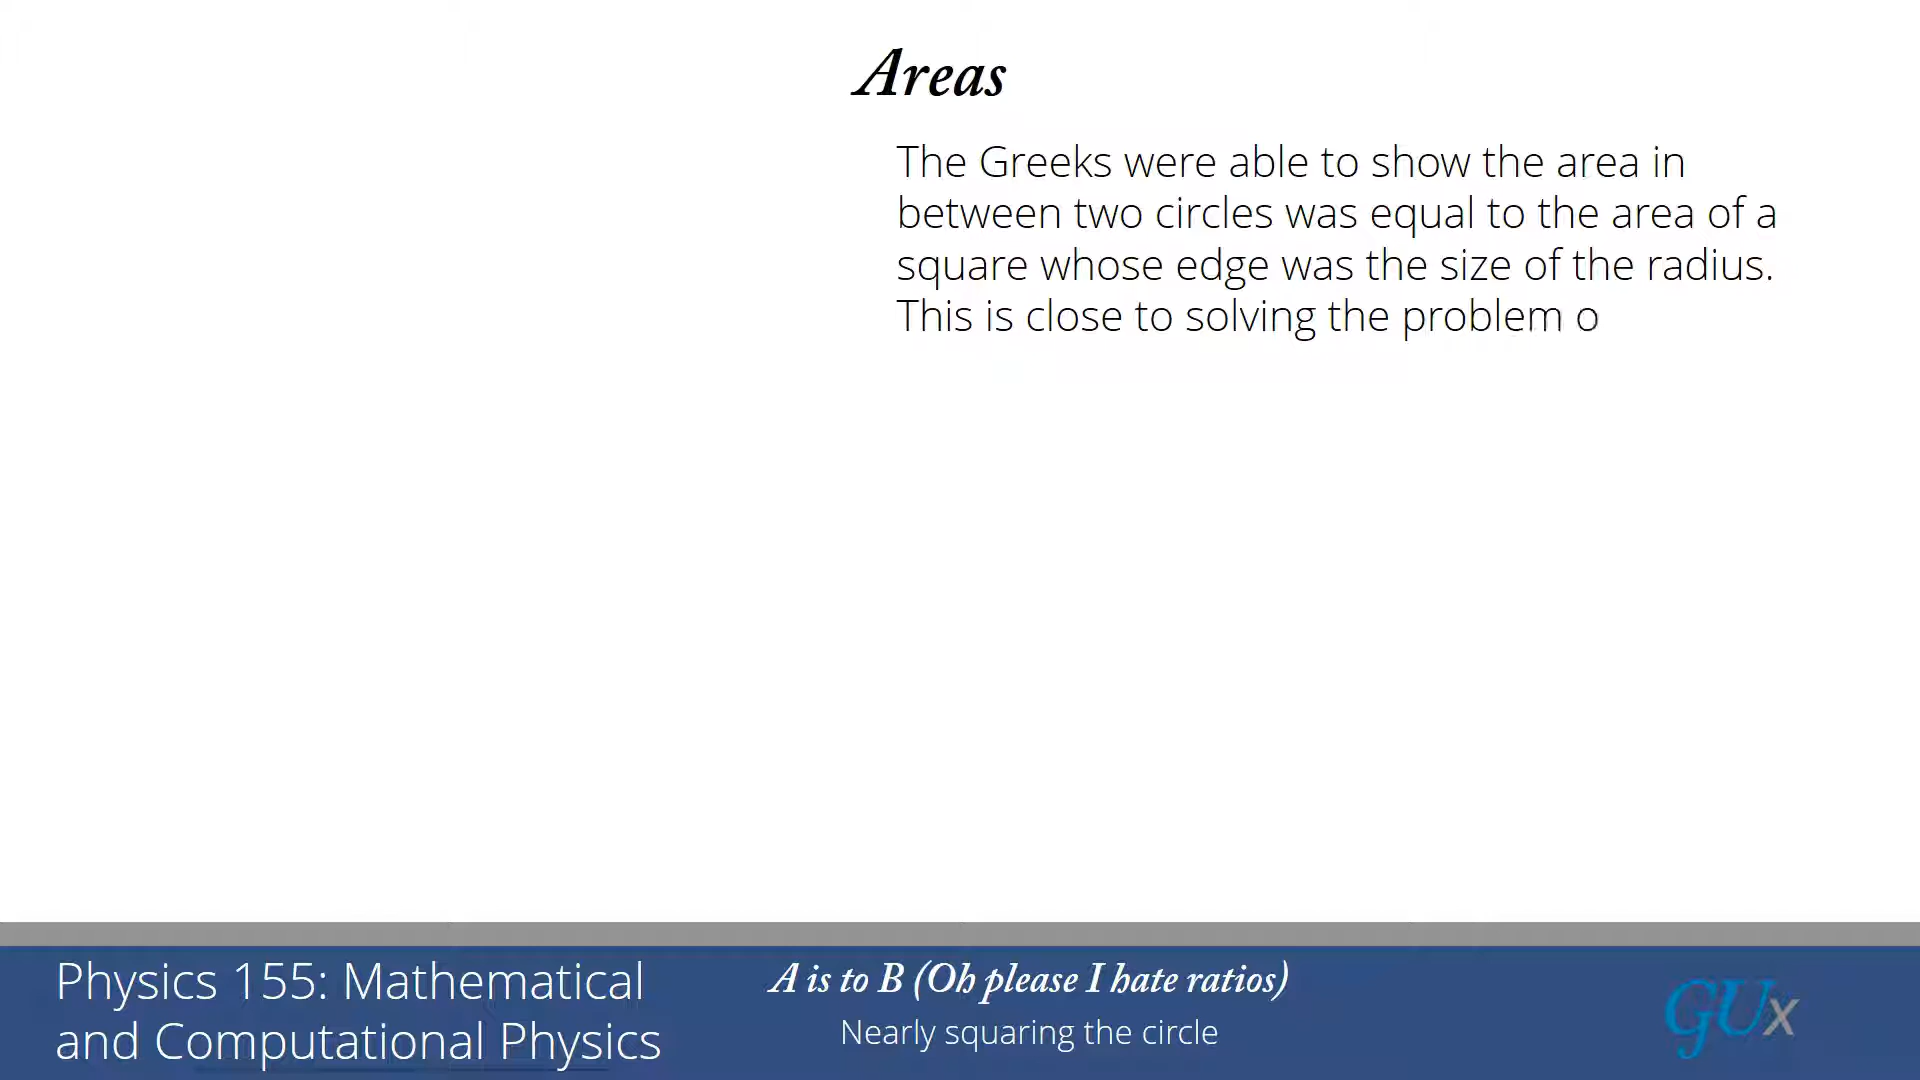 Areas
The Greeks were able to show the area in
between two circles was equal to the area of a
square whose edge was the size of the radius.
This is close to solving the problem o
Physics 155: Mathematical
and Computational Physics
A is to B (Oh please I hate ratios)
Nearly squaring the circle
GUx